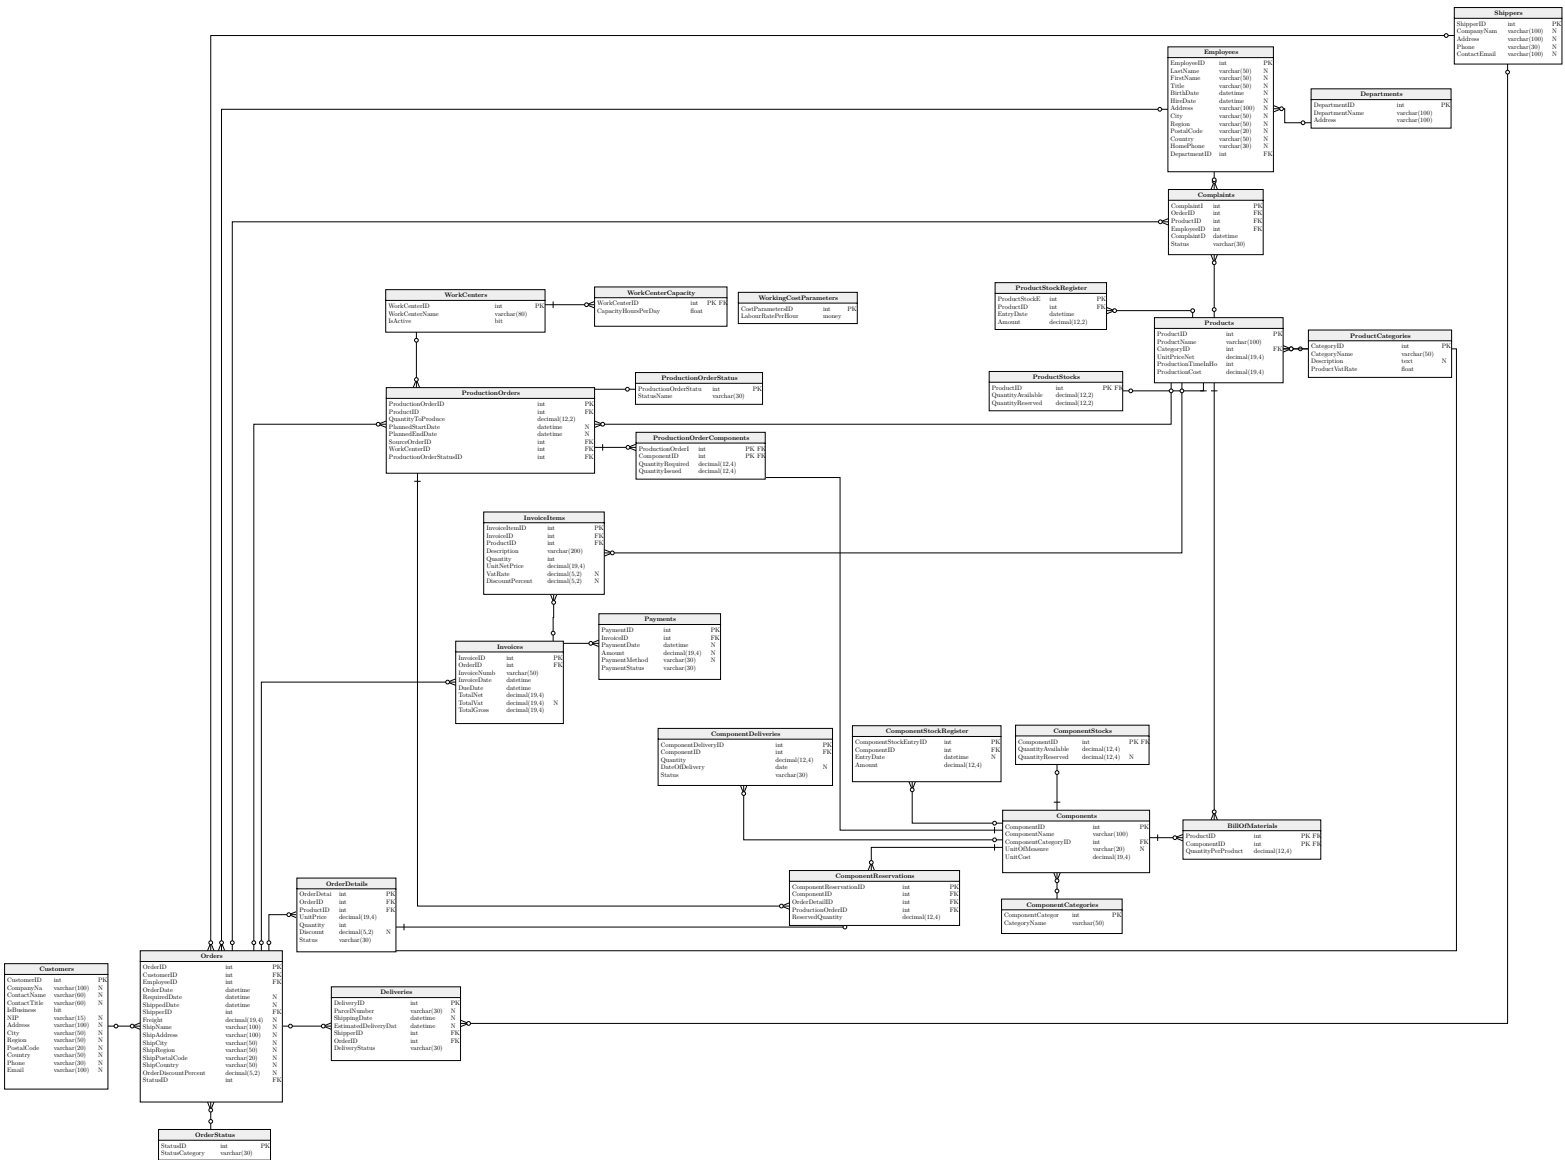 Shippers
ShipperID int PK
CompanyNam varchar(100) N
Address varchar(100) N
Phone varchar(30) N
ContactEmail varchar(100) N
Employees
EmployeeID int PK
LastName varchar(50) N
FirstName varchar(50) N
Title varchar(50) N
BirthDate datetime N
HireDate datetime N
Address varchar(100) N
City varchar(50) N
Region varchar(50) N
PostalCode varchar(20) N
Country varchar(50) N
HomePhone varchar(30) N
DepartmentID int FK
Departments
DepartmentID int PK
DepartmentName varchar(100)
Address varchar(100)
Complaints
ComplaintI int PK
OrderID int FK
ProductID int FK
EmployeeID int FK
ComplaintD datetime
Status varchar(30)
WorkCenters
WorkCenterID int PK
WorkCenterName varchar(80)
IsActive bit
WorkCenterCapacity
WorkCenterID int PK FK
CapacityHoursPerDay float
WorkingCostParameters
CostParametersID int PK
LabourRatePerHour money
ProductStockRegister
ProductStockE int PK
ProductID int FK
EntryDate datetime
Amount decimal(12,2)
Products
ProductID int PK
ProductName varchar(100)
CategoryID int FK
UnitPriceNet decimal(19,4)
ProductionTimeInHo int
ProductionCost decimal(19,4)
ProductCategories
CategoryID int PK
CategoryName varchar(50)
Description text N
ProductVatRate float
ProductStocks
ProductID int PK FK
QuantityAvailable decimal(12,2)
QuantityReserved decimal(12,2)
ProductionOrderStatus
ProductionOrderStatu int PK
StatusName varchar(30)
ProductionOrders
ProductionOrderID int PK
ProductID int FK
QuantityToProduce decimal(12,2)
PlannedStartDate datetime N
PlannedEndDate datetime N
SourceOrderID int FK
WorkCenterID int FK
ProductionOrderStatusID int FK
ProductionOrderComponents
ProductionOrderI int PK FK
ComponentID int PK FK
QuantityRequired decimal(12,4)
QuantityIssued decimal(12,4)
InvoiceItems
InvoiceItemID int PK
InvoiceID int FK
ProductID int FK
Description varchar(200)
Quantity int
UnitNetPrice decimal(19,4)
VatRate decimal(5,2) N
DiscountPercent decimal(5,2) N
Payments
PaymentID int PK
InvoiceID int FK
PaymentDate datetime N
Amount decimal(19,4) N
PaymentMethod varchar(30) N
PaymentStatus varchar(30)
Invoices
InvoiceID int PK
OrderID int FK
InvoiceNumb varchar(50)
InvoiceDate datetime
DueDate datetime
TotalNet decimal(19,4)
TotalVat decimal(19,4) N
TotalGross decimal(19,4)
ComponentDeliveries
ComponentDeliveryID int PK
ComponentID int FK
Quantity decimal(12,4)
DateOfDelivery date N
Status varchar(30)
ComponentStockRegister
ComponentStockEntryID int PK
ComponentID int FK
EntryDate datetime N
Amount decimal(12,4)
ComponentStocks
ComponentID int PK FK
QuantityAvailable decimal(12,4)
QuantityReserved decimal(12,4) N
Components
ComponentID int PK
ComponentName varchar(100)
ComponentCategoryID int FK
UnitOfMeasure varchar(20) N
UnitCost decimal(19,4)
BillOfMaterials
ProductID int PK FK
ComponentID int PK FK
QuantityPerProduct decimal(12,4)
ComponentReservations
ComponentReservationID int PK
ComponentID int FK
OrderDetailID int FK
ProductionOrderID int FK
ReservedQuantity decimal(12,4)
ComponentCategories
ComponentCategor int PK
CategoryName varchar(50)
OrderDetails
OrderDetai int PK
OrderID int FK
ProductID int FK
UnitPrice decimal(19,4)
Quantity int
Discount decimal(5,2) N
Status varchar(30)
Orders
OrderID int PK
CustomerID int FK
EmployeeID int FK
OrderDate datetime
RequiredDate datetime N
ShippedDate datetime N
ShipperID int FK
Freight decimal(19,4) N
ShipName varchar(100) N
ShipAddress varchar(100) N
ShipCity varchar(50) N
ShipRegion varchar(50) N
ShipPostalCode varchar(20) N
ShipCountry varchar(50) N
OrderDiscountPercent decimal(5,2) N
StatusID int FK
Customers
CustomerID int PK
CompanyNa varchar(100) N
ContactName varchar(60) N
ContactTitle varchar(60) N
IsBusiness bit
NIP varchar(15) N
Address varchar(100) N
City varchar(50) N
Region varchar(50) N
PostalCode varchar(20) N
Country varchar(50) N
Phone varchar(30) N
Email varchar(100) N
Deliveries
DeliveryID int PK
ParcelNumber varchar(30) N
ShippingDate datetime N
EstimatedDeliveryDat datetime N
ShipperID int FK
OrderID int FK
DeliveryStatus varchar(30)
OrderStatus
StatusID int PK
StatusCategory varchar(30)